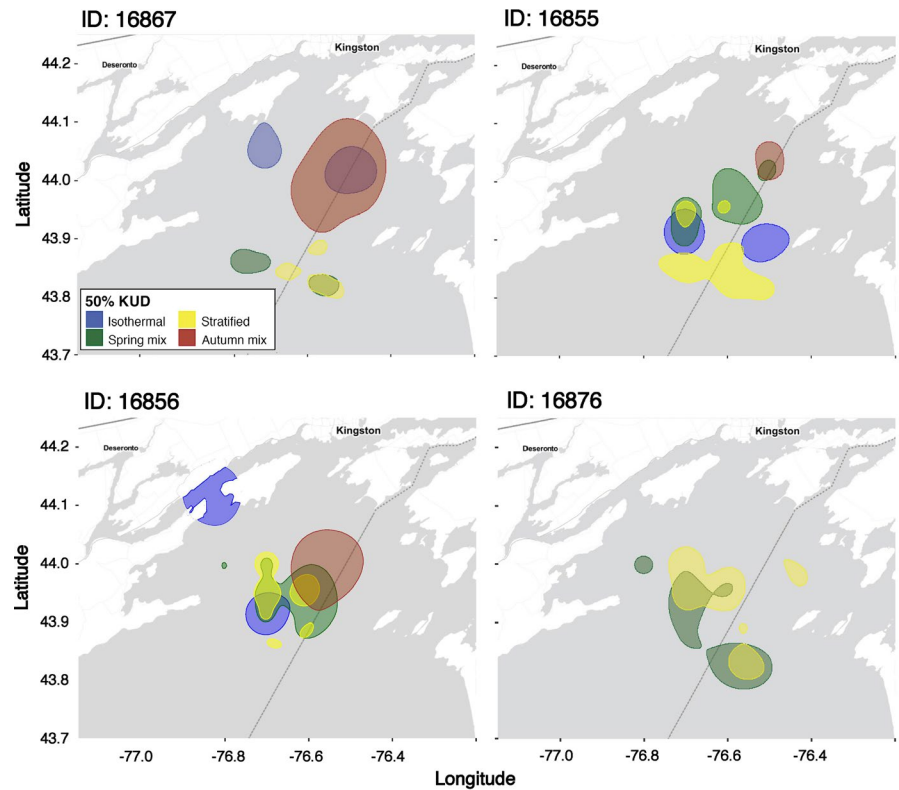 ID: 16867
ID: 16855
Kingston
Deseronto
Kingston
Deseronto
44.2
44.1
44.0
43.9
43.8
43.7
Latitude
50% KUD
Isothermal
Stratified
Spring mix
Autumn mix
ID: 16856
ID: 16876
Kingston
Deseronto
Kingston
Deseronto
44.2
44.1
44.0
43.9
43.8
43.7
Latitude
-77.0 -76.8 -76.6 -76.4 -77.0 -76.8 -76.6 -76.4
Longitude